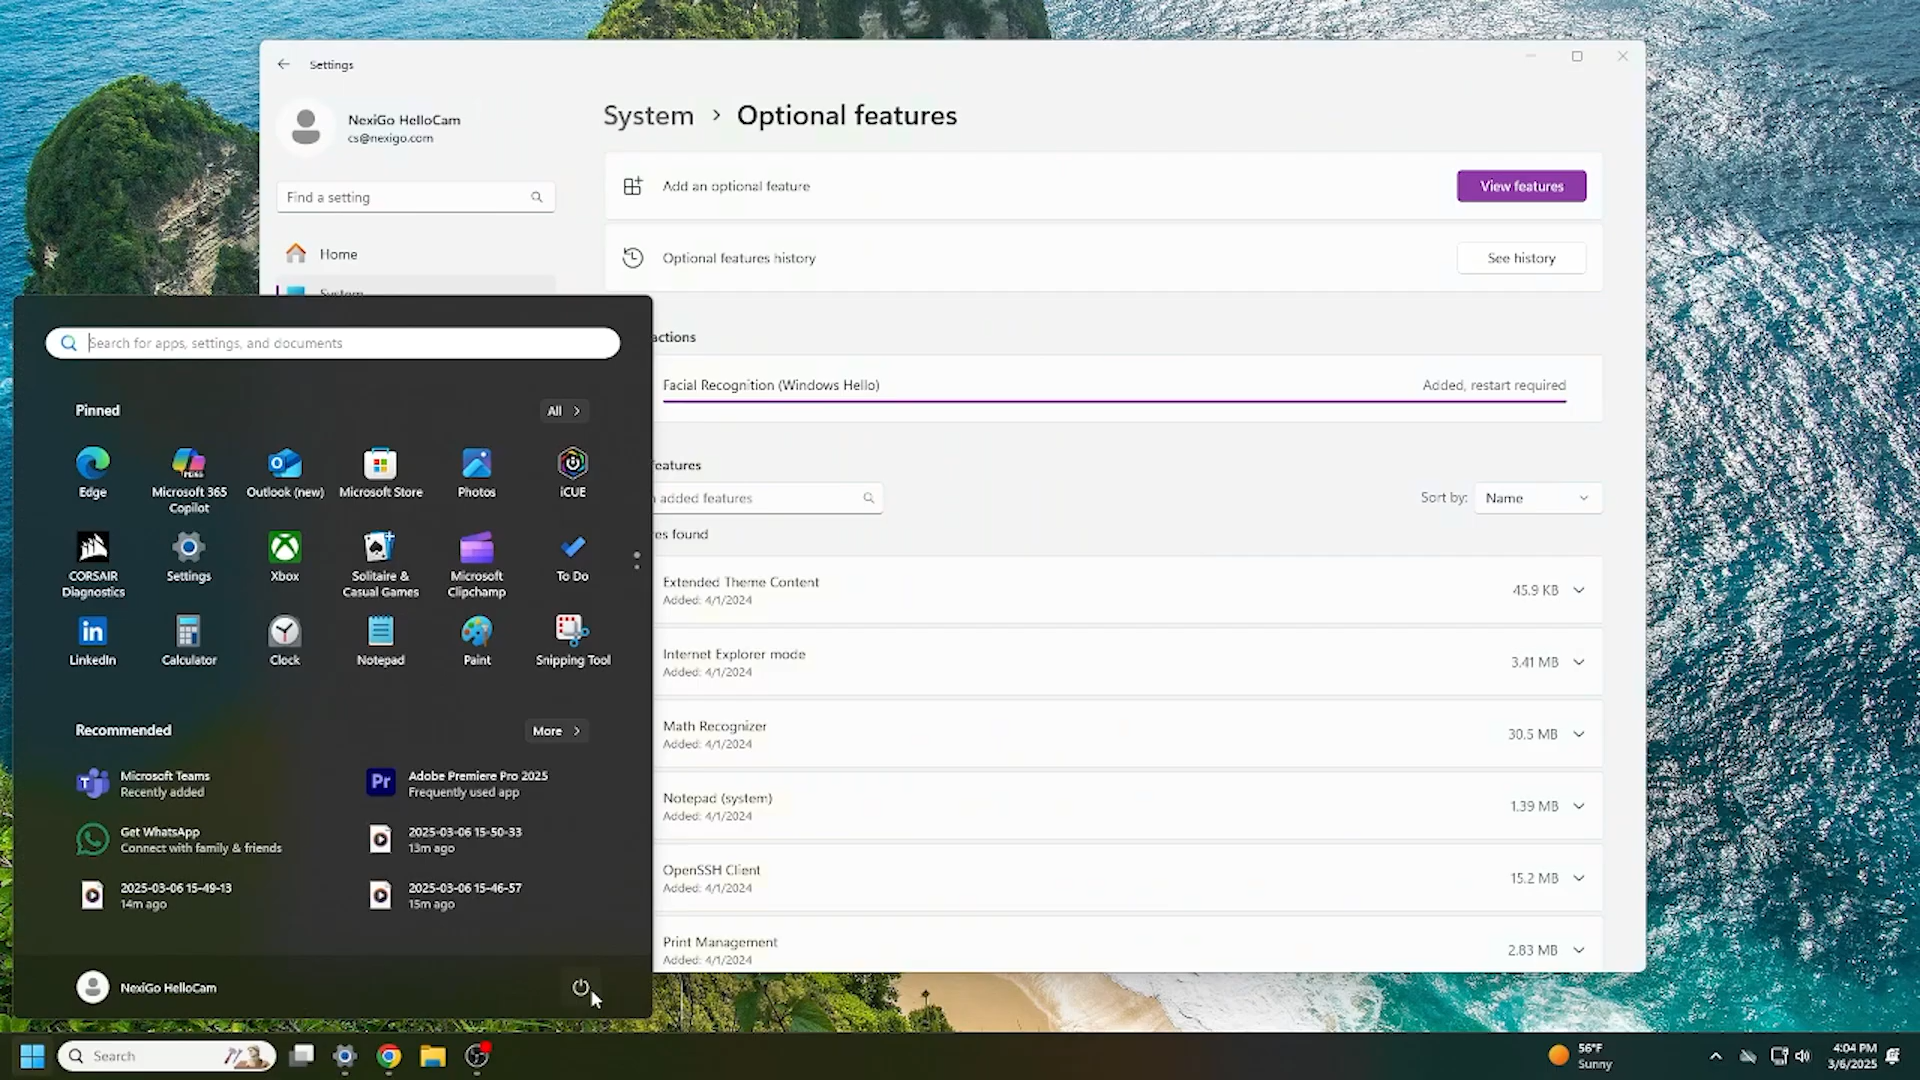 Settings
NexiGo HelloCam
cs@nexigo.com
Find a setting
Home
System
System > Optional features
Add an optional feature
View features
Optional features history
See history
actions
Facial Recognition (Windows Hello)
Added, restart required
eatures
added features
Sort by:
Name
es found
Extended Theme Content
Added: 4/1/2024
45.9 KB
Internet Explorer mode
Added: 4/1/2024
3.41 MB
Math Recognizer
Added: 4/1/2024
30.5 MB
Notepad (system)
Added: 4/1/2024
1.39 MB
OpenSSH Client
Added: 4/1/2024
15.2 MB
Print Management
Added: 4/1/2024
2.83 MB
Search for apps, settings, and documents
Pinned
All >
Edge
Microsoft 365
Copilot
Outlook (new)
Microsoft Store
Photos
iCUE
CORSAIR
Diagnostics
Settings
Xbox
Solitaire &
Casual Games
Microsoft
Clipchamp
To Do
LinkedIn
Calculator
Clock
Notepad
Paint
Snipping Tool
Recommended
More >
Microsoft Teams
Recently added
Adobe Premiere Pro 2025
Frequently used app
Get WhatsApp
Connect with family & friends
2025-03-06 15-50-33
13m ago
2025-03-06 15-49-13
14m ago
2025-03-06 15-46-57
15m ago
NexiGo HelloCam
Search
56°F
Sunny
4:04 PM
3/6/2025